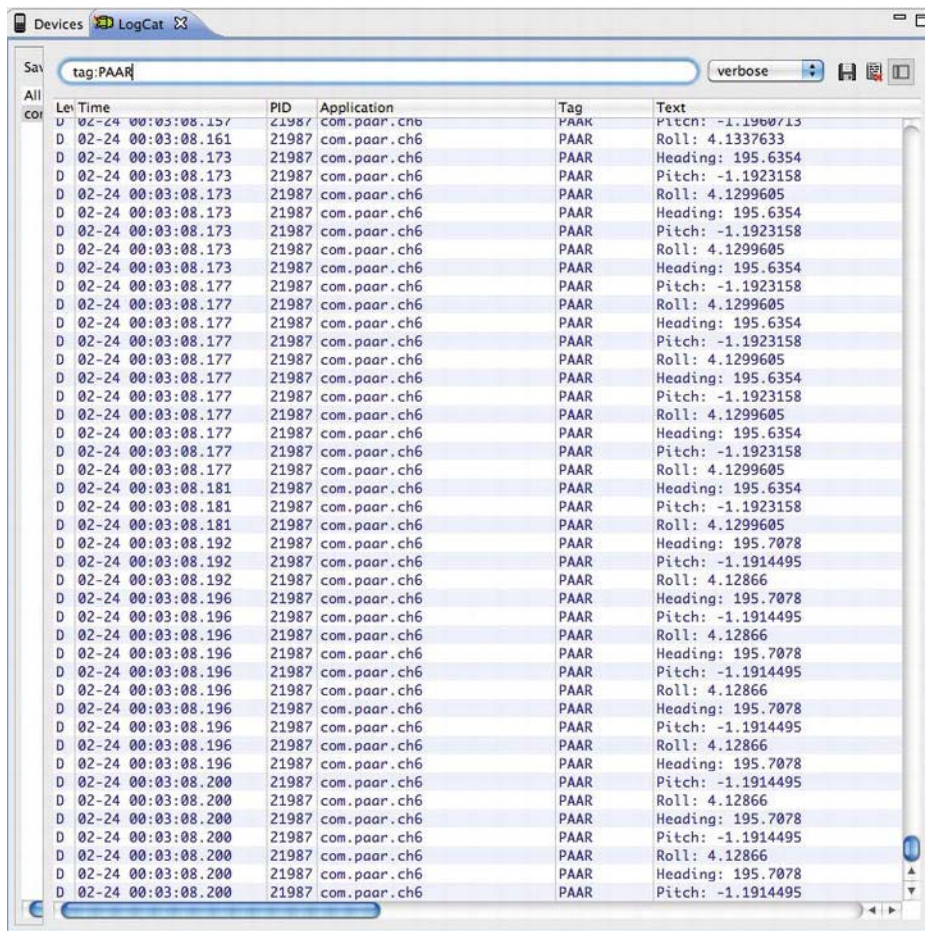 Devices LogCat
Sav tag:PAAR verbose
All
cor
Lev Time PID Application Tag Text
D 02-24 00:03:08.157 21987 com.paar.ch6 PAAR Pitch: -1.1960713
D 02-24 00:03:08.161 21987 com.paar.ch6 PAAR Roll: 4.1337633
D 02-24 00:03:08.173 21987 com.paar.ch6 PAAR Heading: 195.6354
D 02-24 00:03:08.173 21987 com.paar.ch6 PAAR Pitch: -1.1923158
D 02-24 00:03:08.173 21987 com.paar.ch6 PAAR Roll: 4.1299605
D 02-24 00:03:08.173 21987 com.paar.ch6 PAAR Heading: 195.6354
D 02-24 00:03:08.173 21987 com.paar.ch6 PAAR Pitch: -1.1923158
D 02-24 00:03:08.173 21987 com.paar.ch6 PAAR Roll: 4.1299605
D 02-24 00:03:08.173 21987 com.paar.ch6 PAAR Heading: 195.6354
D 02-24 00:03:08.177 21987 com.paar.ch6 PAAR Pitch: -1.1923158
D 02-24 00:03:08.177 21987 com.paar.ch6 PAAR Roll: 4.1299605
D 02-24 00:03:08.177 21987 com.paar.ch6 PAAR Heading: 195.6354
D 02-24 00:03:08.177 21987 com.paar.ch6 PAAR Pitch: -1.1923158
D 02-24 00:03:08.177 21987 com.paar.ch6 PAAR Roll: 4.1299605
D 02-24 00:03:08.177 21987 com.paar.ch6 PAAR Heading: 195.6354
D 02-24 00:03:08.177 21987 com.paar.ch6 PAAR Pitch: -1.1923158
D 02-24 00:03:08.177 21987 com.paar.ch6 PAAR Roll: 4.1299605
D 02-24 00:03:08.177 21987 com.paar.ch6 PAAR Heading: 195.6354
D 02-24 00:03:08.177 21987 com.paar.ch6 PAAR Pitch: -1.1923158
D 02-24 00:03:08.177 21987 com.paar.ch6 PAAR Roll: 4.1299605
D 02-24 00:03:08.181 21987 com.paar.ch6 PAAR Heading: 195.6354
D 02-24 00:03:08.181 21987 com.paar.ch6 PAAR Pitch: -1.1923158
D 02-24 00:03:08.181 21987 com.paar.ch6 PAAR Roll: 4.1299605
D 02-24 00:03:08.192 21987 com.paar.ch6 PAAR Heading: 195.7078
D 02-24 00:03:08.192 21987 com.paar.ch6 PAAR Pitch: -1.1914495
D 02-24 00:03:08.192 21987 com.paar.ch6 PAAR Roll: 4.12866
D 02-24 00:03:08.196 21987 com.paar.ch6 PAAR Heading: 195.7078
D 02-24 00:03:08.196 21987 com.paar.ch6 PAAR Pitch: -1.1914495
D 02-24 00:03:08.196 21987 com.paar.ch6 PAAR Roll: 4.12866
D 02-24 00:03:08.196 21987 com.paar.ch6 PAAR Heading: 195.7078
D 02-24 00:03:08.196 21987 com.paar.ch6 PAAR Pitch: -1.1914495
D 02-24 00:03:08.196 21987 com.paar.ch6 PAAR Roll: 4.12866
D 02-24 00:03:08.196 21987 com.paar.ch6 PAAR Heading: 195.7078
D 02-24 00:03:08.196 21987 com.paar.ch6 PAAR Pitch: -1.1914495
D 02-24 00:03:08.196 21987 com.paar.ch6 PAAR Roll: 4.12866
D 02-24 00:03:08.196 21987 com.paar.ch6 PAAR Heading: 195.7078
D 02-24 00:03:08.200 21987 com.paar.ch6 PAAR Pitch: -1.1914495
D 02-24 00:03:08.200 21987 com.paar.ch6 PAAR Roll: 4.12866
D 02-24 00:03:08.200 21987 com.paar.ch6 PAAR Heading: 195.7078
D 02-24 00:03:08.200 21987 com.paar.ch6 PAAR Pitch: -1.1914495
D 02-24 00:03:08.200 21987 com.paar.ch6 PAAR Roll: 4.12866
D 02-24 00:03:08.200 21987 com.paar.ch6 PAAR Heading: 195.7078
D 02-24 00:03:08.200 21987 com.paar.ch6 PAAR Pitch: -1.1914495